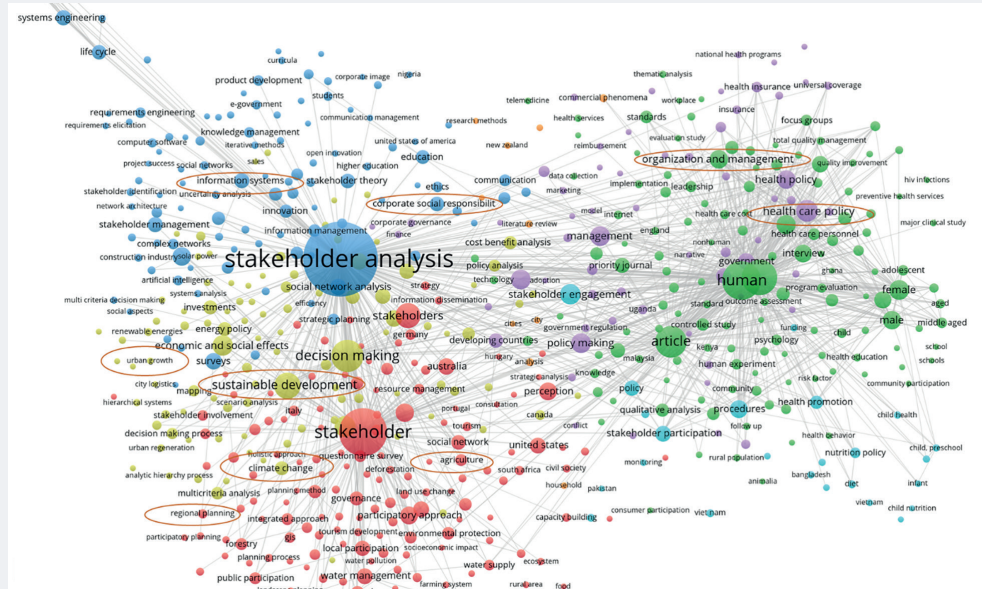 systems engineering
life cycle
curricula
product development
corporate image
nigeria
students
e-government
communication management
requirements engineering
requirements elicitation
knowledge management
computer software
iterative methods
united states of america
open innovation
sales
education
project success
social networks
higher education
information systems
stakeholder theory
stakeholder identification
uncertainty analysis
ethics
communication
network architecture
corporate social responsibilit
innovation
stakeholder management
information management
corporate governance
finance
complex networks
construction industry
solar power
stakeholder analysis
artificial intelligence
social network analysis
systems analysis
multi criteria decision making
social aspects
investments
efficiency
strategy
information dissemination
strategic planning
stakeholders
renewable energies
energy policy
germany
economic and social effects
decision making
urban growth
surveys
australia
city logistics
mapping
sustainable development
resource management
hierarchical systems
scenario analysis
italy
portugal
consultation
stakeholder involvement
tourism
decision making process
stakeholder
social network
urban regeneration
holistic approach
questionnaire survey
agriculture
climate change
deforestation
south africa
analytic hierarchy process
multicriteria analysis
planning method
governance
land use change
regional planning
integrated approach
participatory approach
participatory planning
gis
tourism development
environmental protection
forestry
local participation
socioeconomic impact
planning process
water pollution
water supply
ecosystem
public participation
water management
farming system
rural area
food
national health programs
thematic analysis
health insurance
universal coverage
telemedicine
commercial phenomena
workplace
insurance
research methods
health services
standards
focus groups
evaluation study
total quality management
new zealand
reimbursement
organization and management
quality improvement
data collection
marketing
implementation
leadership
health policy
hiv infections
preventive health services
literature review
model
internet
health care cost
health care policy
major clinical study
england
health care personnel
management
nonhuman
narrative
cost benefit analysis
interview
policy analysis
priority journal
government
technology
adoption
human
ghana
program evaluation
adolescent
female
stakeholder engagement
outcome assessment
aged
uganda
standard
cities
city
government regulation
controlled study
funding
male
middle aged
developing countries
policy making
article
kenya
psychology
child
school
schools
hungary
analysis
malaysia
human experiment
health education
strategic analysis
knowledge
risk factor
community participation
perception
policy
community
health promotion
canada
qualitative analysis
procedures
child health
conflict
stakeholder participation
follow up
health behavior
united states
rural population
nutrition policy
child, preschool
monitoring
civil society
bangladesh
household
pakistan
animalia
diet
infant
vietnam
child nutrition
capacity building
consumer participation
viet nam